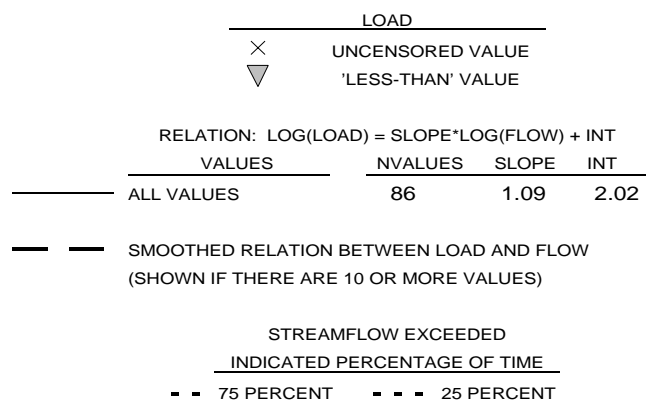 LOAD
UNCENSORED VALUE
'LESS-THAN' VALUE
RELATION: LOG(LOAD) = SLOPE*LOG(FLOW) + INT
VALUES NVALUES SLOPE INT
ALL VALUES 86 1.09 2.02
SMOOTHED RELATION BETWEEN LOAD AND FLOW
(SHOWN IF THERE ARE 10 OR MORE VALUES)
STREAMFLOW EXCEEDED
INDICATED PERCENTAGE OF TIME
75 PERCENT 25 PERCENT